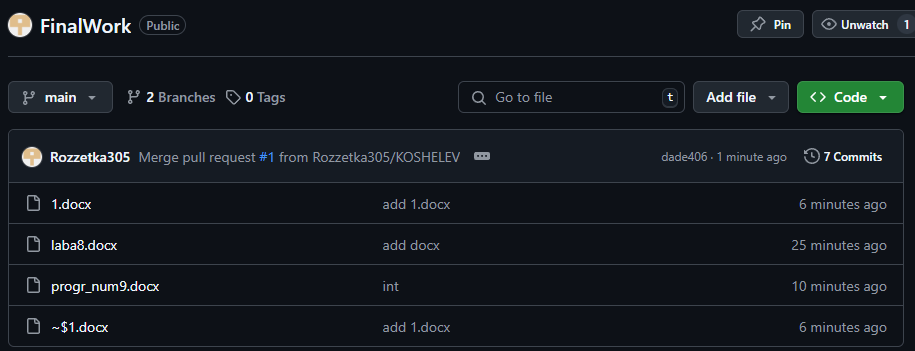 FinalWork Public Pin Unwatch 1
main 2 Branches 0 Tags Go to file t Add file Code
Rozzetka305 Merge pull request #1 from Rozzetka305/KOSHELEV dade406 · 1 minute ago 7 Commits
1.docx add 1.docx 6 minutes ago
laba8.docx add docx 25 minutes ago
progr_num9.docx int 10 minutes ago
~$1.docx add 1.docx 6 minutes ago